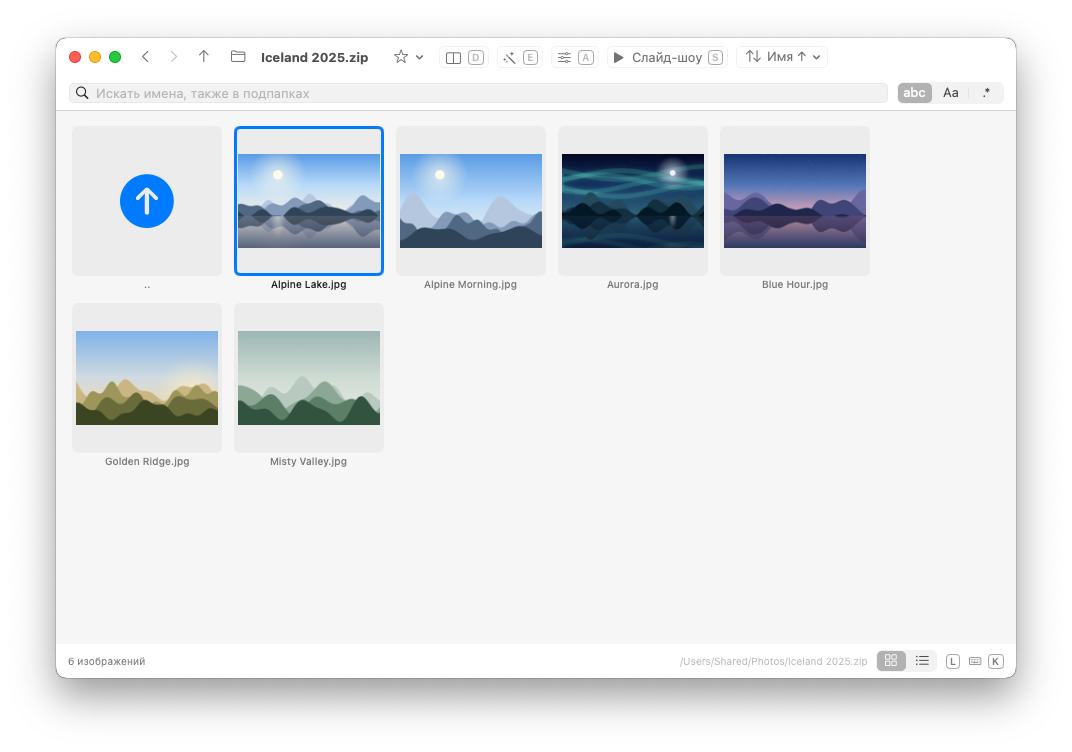 Iceland 2025.zip D E A Слайд-шоу S Имя
Искать имена, также в подпапках abc Aa .*
.. Alpine Lake.jpg Alpine Morning.jpg Aurora.jpg Blue Hour.jpg
Golden Ridge.jpg Misty Valley.jpg
6 изображений /Users/Shared/Photos/Iceland 2025.zip L K